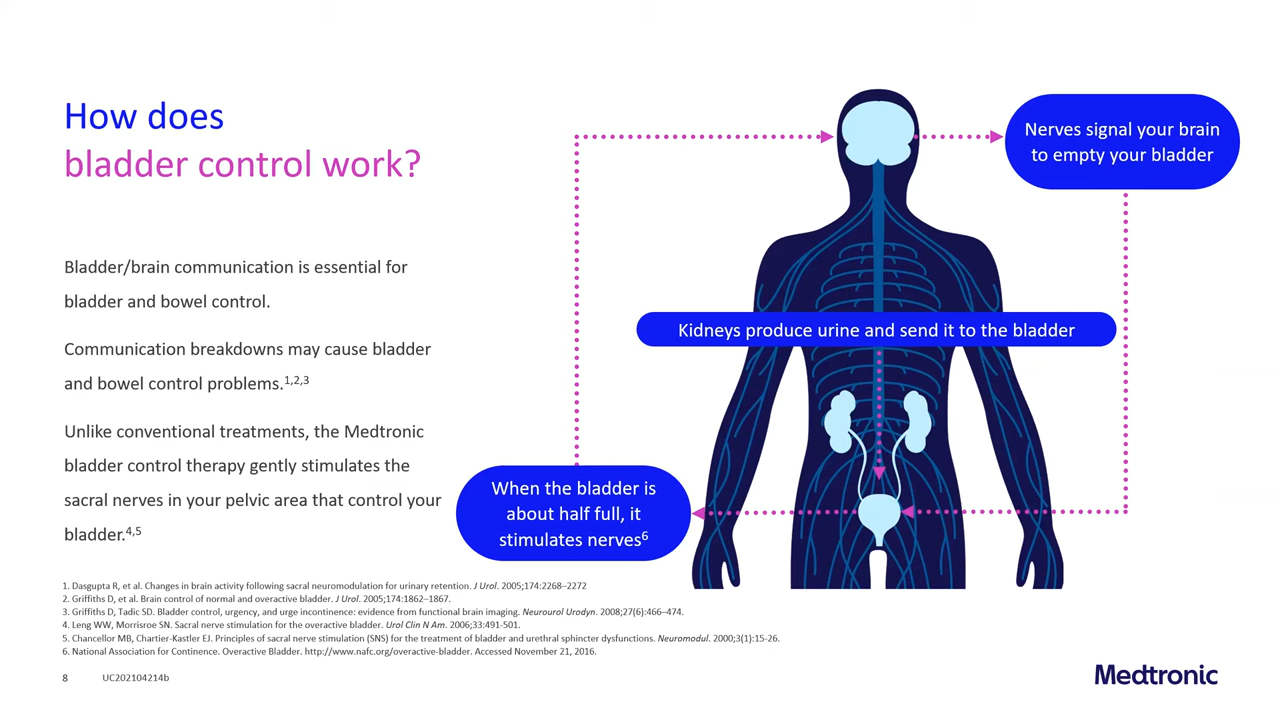 How does
bladder control work?
Bladder/brain communication is essential for
bladder and bowel control.
Communication breakdowns may cause bladder
and bowel control problems.1,2,3
Unlike conventional treatments, the Medtronic
bladder control therapy gently stimulates the
sacral nerves in your pelvic area that control your
bladder.4,5
Nerves signal your brain
to empty your bladder
Kidneys produce urine and send it to the bladder
When the bladder is
about half full, it
stimulates nerves6
1. Dasgupta R, et al. Changes in brain activity following sacral neuromodulation for urinary retention. J Urol. 2005;174:2268–2272
2. Griffiths D, et al. Brain control of normal and overactive bladder. J Urol. 2005;174:1862–1867.
3. Griffiths D, Tadic SD. Bladder control, urgency, and urge incontinence: evidence from functional brain imaging. Neurourol Urodyn. 2008;27(6):466–474.
4. Leng WW, Morrisroe SN. Sacral nerve stimulation for the overactive bladder. Urol Clin N Am. 2006;33:491-501.
5. Chancellor MB, Chartier-Kastler EJ. Principles of sacral nerve stimulation (SNS) for the treatment of bladder and urethral sphincter dysfunctions. Neuromodul. 2000;3(1):15-26.
6. National Association for Continence. Overactive Bladder. http://www.nafc.org/overactive-bladder. Accessed November 21, 2016.
8 UC202104214b
Medtronic